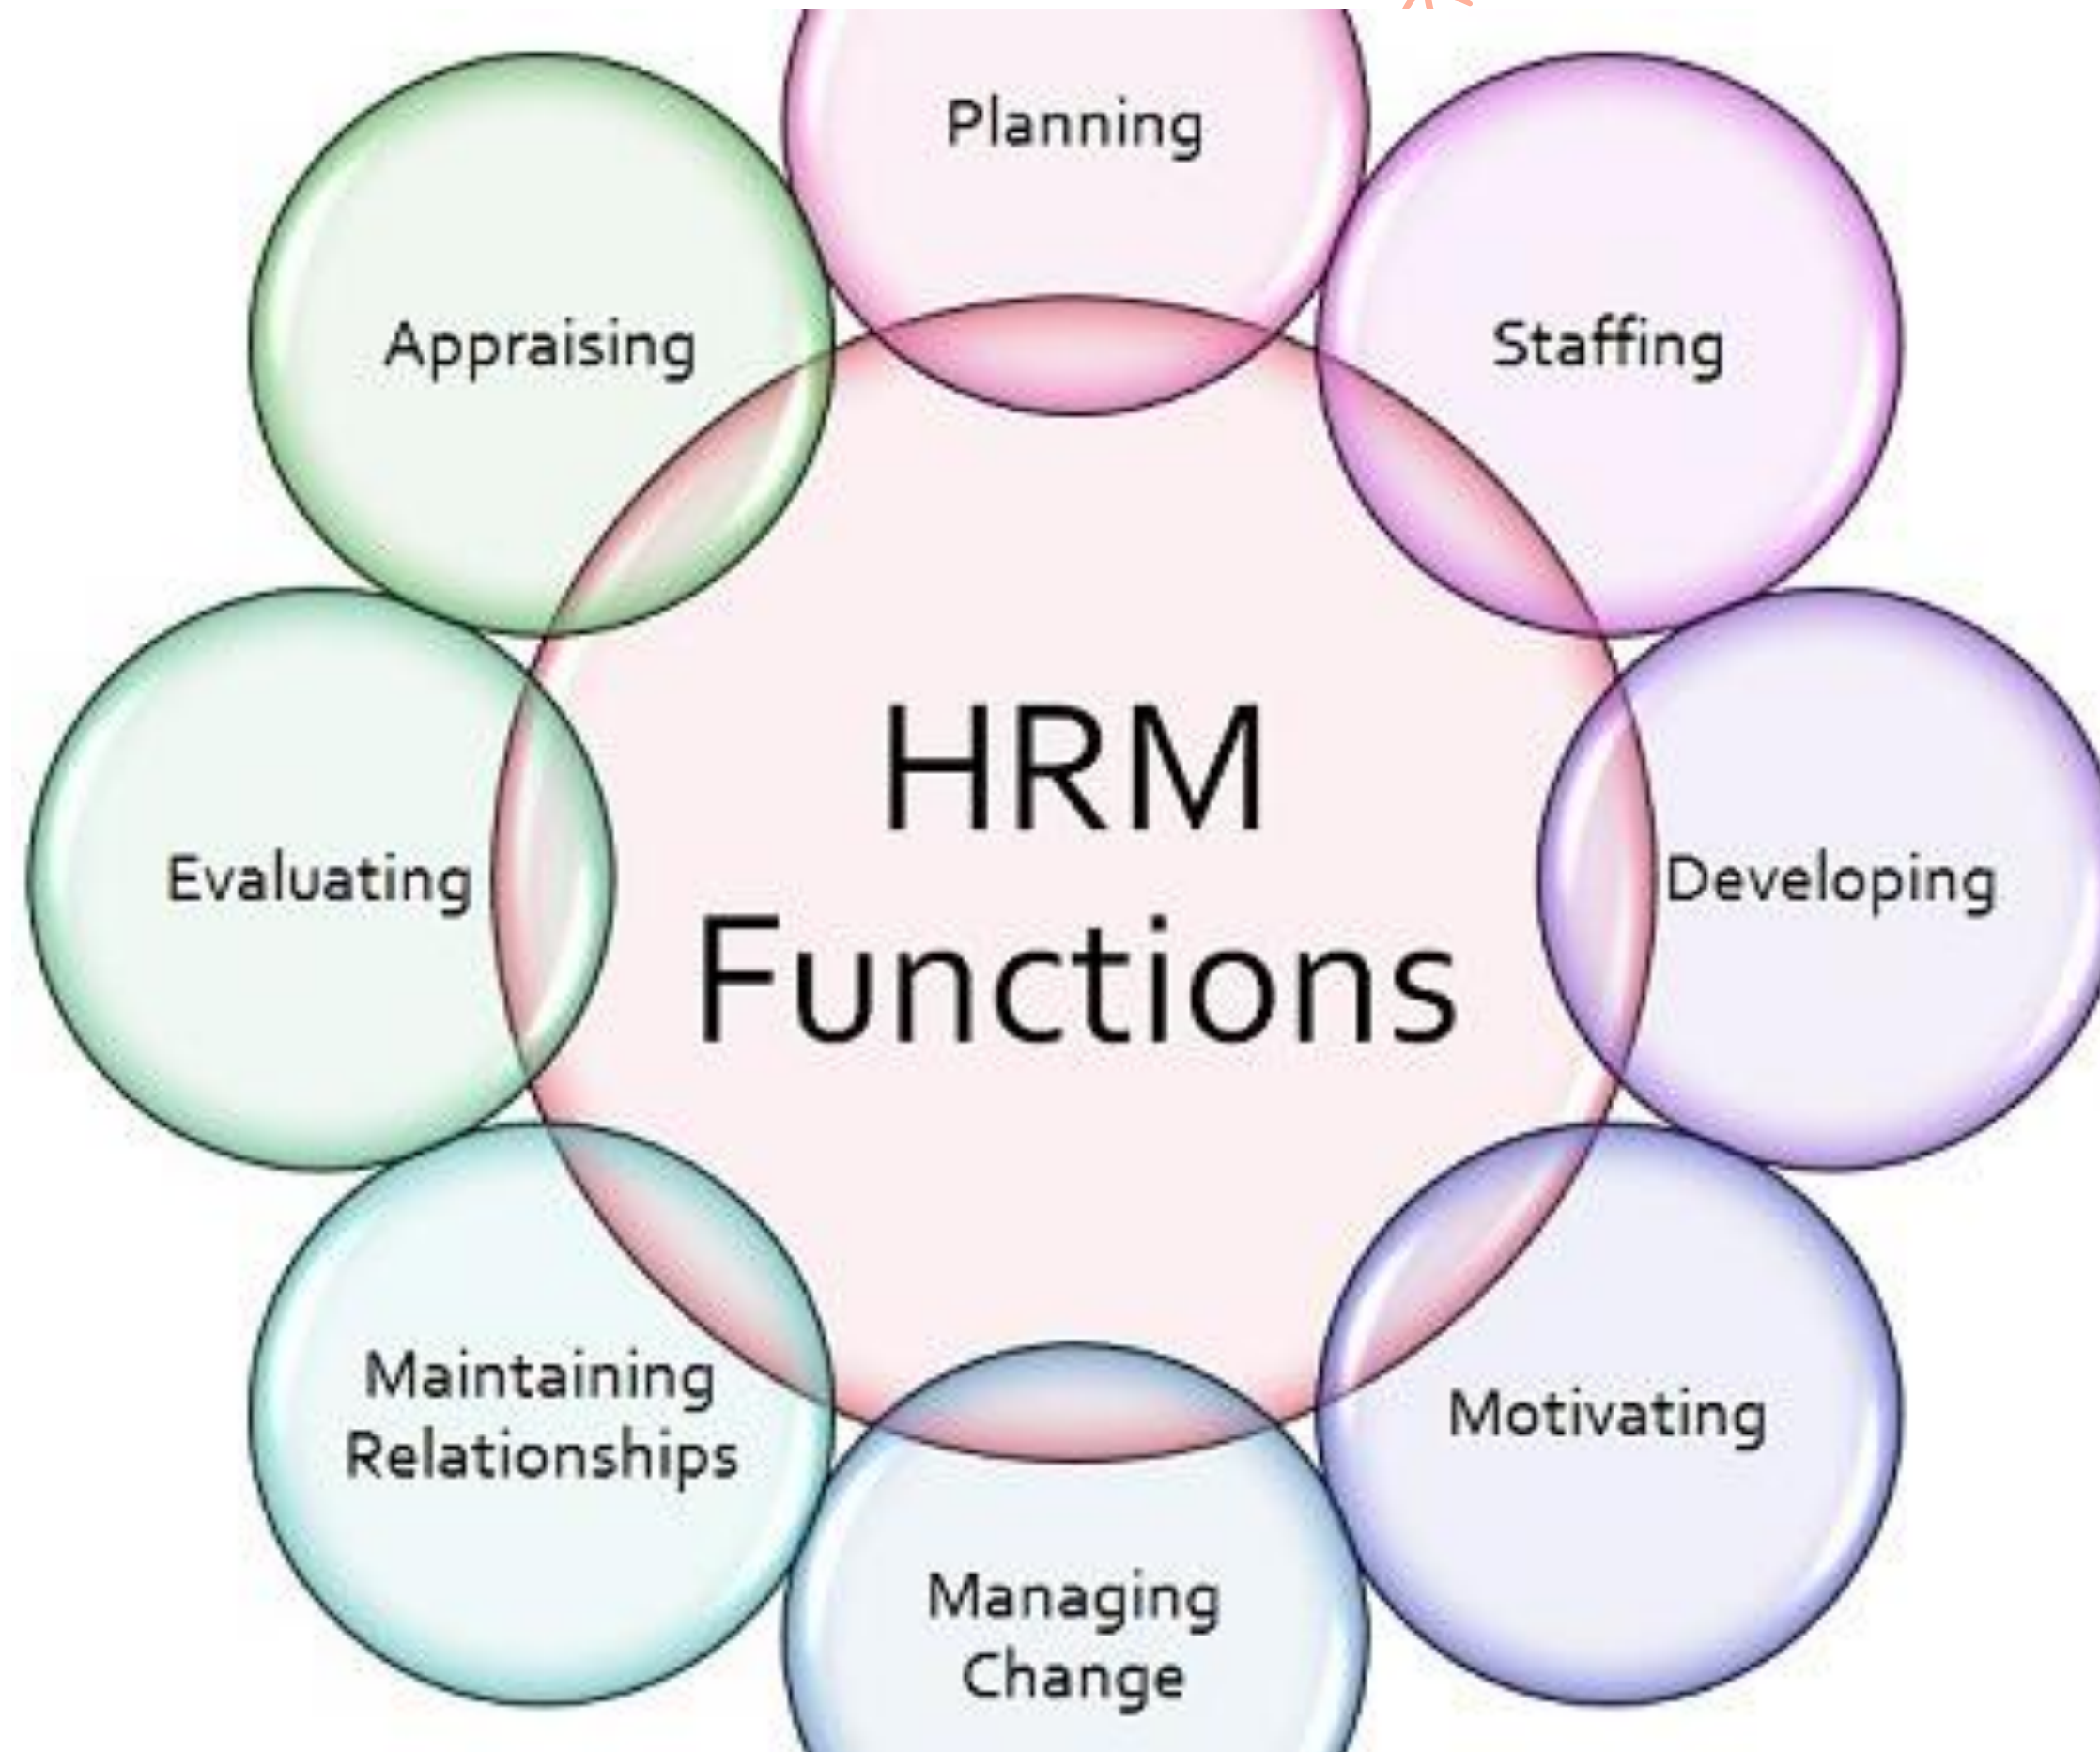 Planning
Staffing
Developing
Motivating
Managing
Change
Maintaining
Relationships
Evaluating
Appraising
HRM
Functions